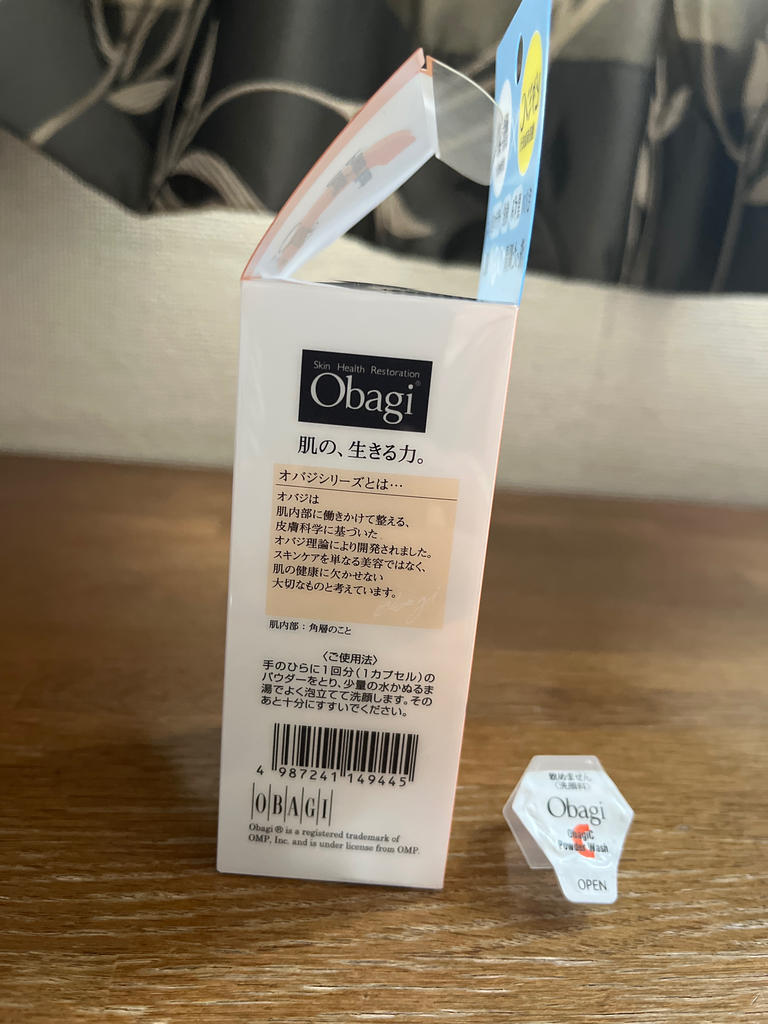 Skin Health Restoration
Obagi®
肌の、生きる力。
オバジシリーズとは…
オバジは
肌内部に働きかけて整える、
皮膚科学に基づいた
オバジ理論により開発されました。
スキンケアを単なる美容ではなく、
肌の健康に欠かせない
大切なものと考えています。
obagi
肌内部：角層のこと
〈ご使用法〉
手のひらに1回分(1カプセル)の
パウダーをとり、少量の水かぬるま
湯でよく泡立てて洗顔します。その
あと十分にすすいでください。
4 987241 149445
OBAGI
Obagi ® is a registered trademark of
OMP, Inc. and is under license from OMP.
飲めません
(洗顔料)
Obagi
ObagiC
Powder Wash
OPEN